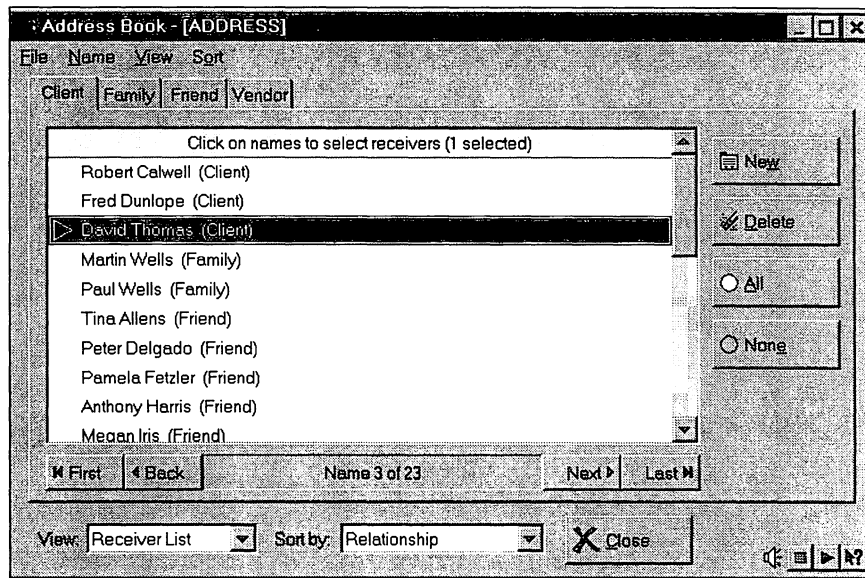 Address Book - [ADDRESS]
File Name View Sort
Client Family Friend Vendor
Click on names to select receivers (1 selected)
Robert Calwell (Client)
Fred Dunlope (Client)
David Thomas (Client)
Martin Wells (Family)
Paul Wells (Family)
Tina Allens (Friend)
Peter Delgado (Friend)
Pamela Fetzler (Friend)
Anthony Harris (Friend)
Megan Iris (Friend)
New
Delete
All
None
First Back Name 3 of 23 Next Last
View: Receiver List Sort by: Relationship Close